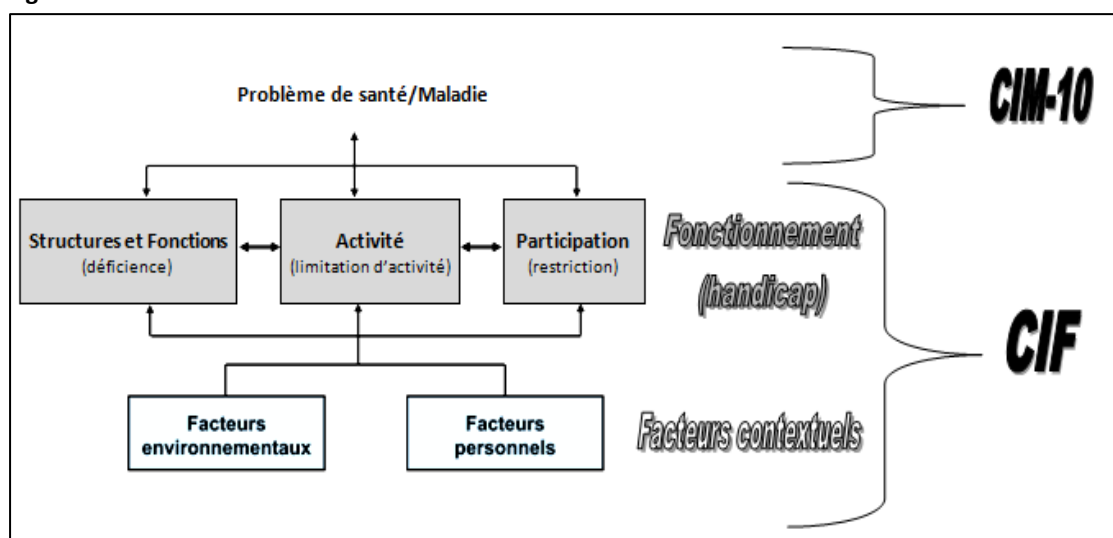 Problème de santé/Maladie
CIM-10
Structures et Fonctions
(déficience)
Activité
(limitation d'activité)
Participation
(restriction)
Fonctionnement
(handicap)
CIF
Facteurs
environnementaux
Facteurs
personnels
Facteurs contextuels